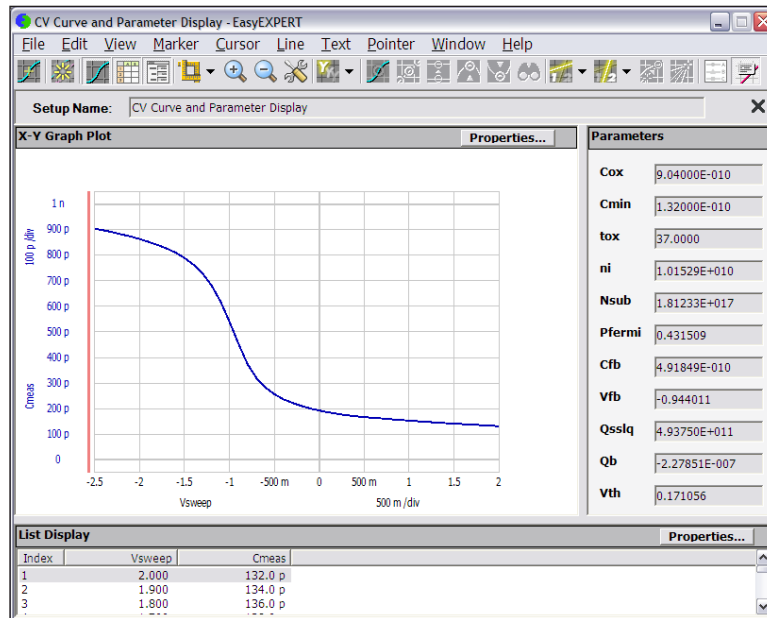 CV Curve and Parameter Display - EasyEXPERT
File Edit View Marker Cursor Line Text Pointer Window Help
Setup Name: CV Curve and Parameter Display
X-Y Graph Plot Properties...
1 n
900 p
800 p
700 p
600 p
500 p
400 p
300 p
200 p
100 p
0
100 p /div
Cmeas
-2.5 -2 -1.5 -1 -500 m 0 500 m 1 1.5 2
Vsweep 500 m /div
Parameters
Cox 9.04000E-010
Cmin 1.32000E-010
tox 37.0000
ni 1.01529E+010
Nsub 1.81233E+017
Pfermi 0.431509
Cfb 4.91849E-010
Vfb -0.944011
Qsslq 4.93750E+011
Qb -2.27851E-007
Vth 0.171056
List Display Properties...
Index Vsweep Cmeas
1 2.000 132.0 p
2 1.900 134.0 p
3 1.800 136.0 p